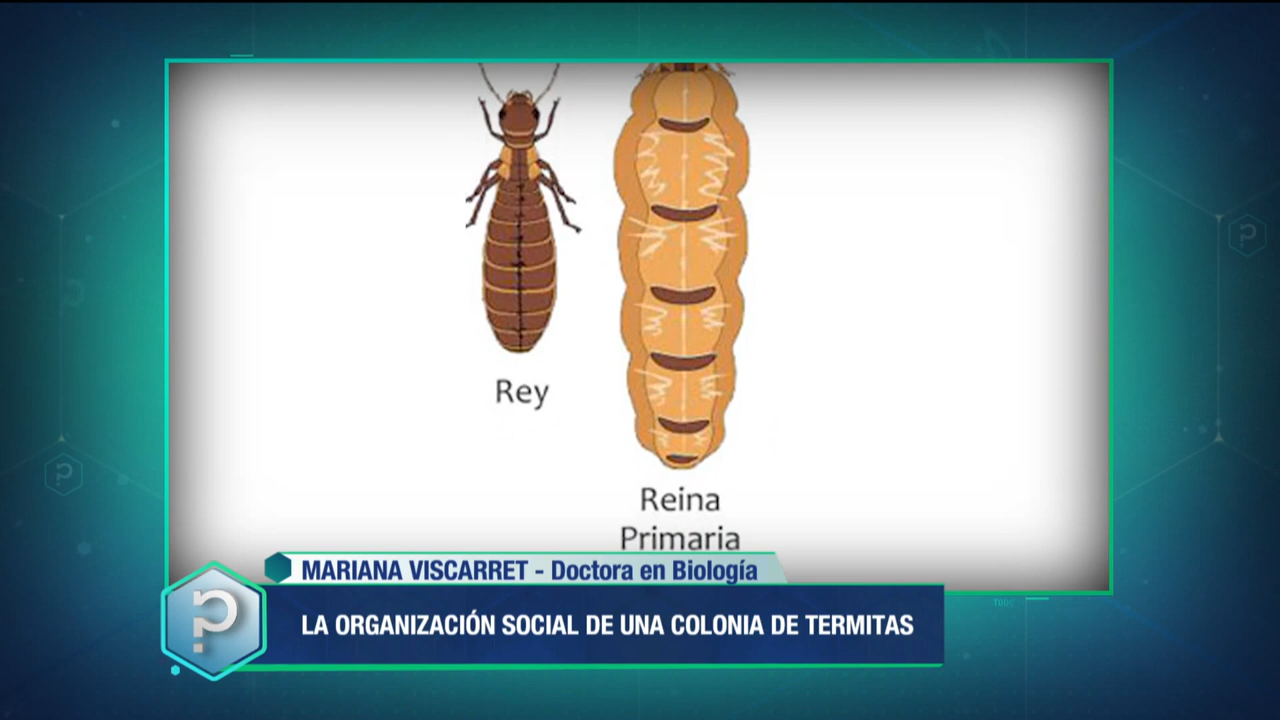 Rey
Reina
Primaria
MARIANA VISCARRET - Doctora en Biología
LA ORGANIZACIÓN SOCIAL DE UNA COLONIA DE TERMITAS